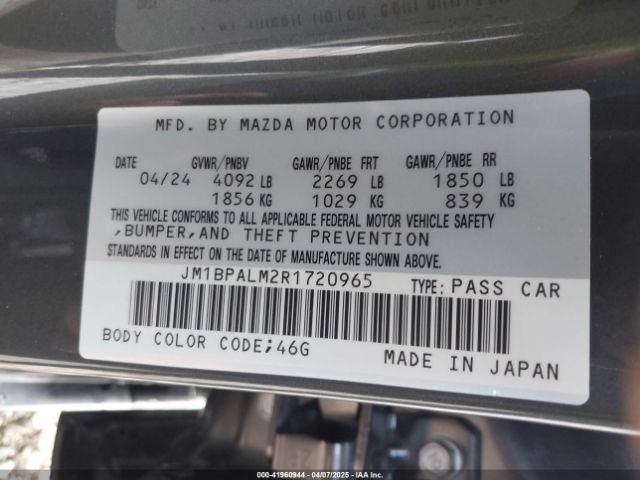 MFD. BY MAZDA MOTOR CORPORATION
DATE GVWR/PNBV GAWR/PNBE FRT GAWR/PNBE RR
04/24 4092 LB 2269 LB 1850 LB
1856 KG 1029 KG 839 KG
THIS VEHICLE CONFORMS TO ALL APPLICABLE FEDERAL MOTOR VEHICLE SAFETY
,BUMPER,AND THEFT PREVENTION
STANDARDS IN EFFECT ON THE DATE OF MANUFACTURE SHOWN ABOVE.
JM1BPALM2R1720965 TYPE: PASS CAR
BODY COLOR CODE;46G
MADE IN JAPAN
000-41960944 - 04/07/2025 - IAAI.COM